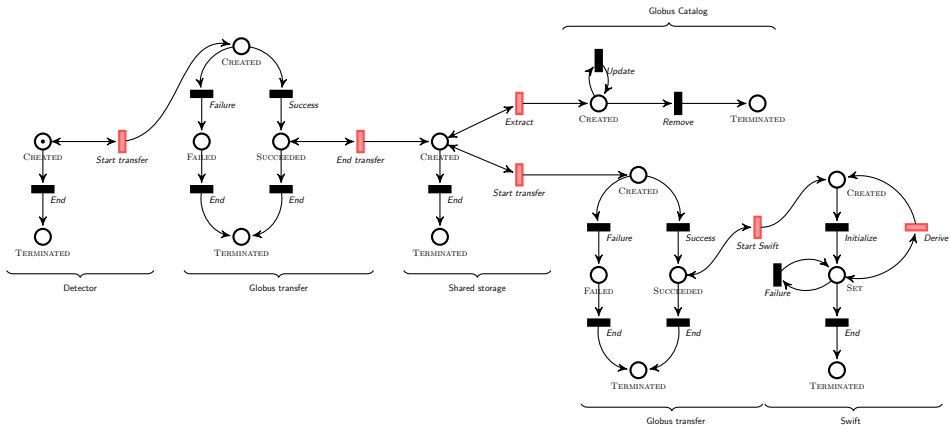 Globus Catalog
CREATED
Update
Failure
Success
Extract
CREATED
Remove
TERMINATED
CREATED
Start transfer
FAILED
SUCCEEDED
End transfer
CREATED
End
End
End
Start transfer
End
CREATED
CREATED
TERMINATED
TERMINATED
TERMINATED
Failure
Success
Start Swift
Initialize
Derive
Detector
Globus transfer
Shared storage
FAILED
SUCCEEDED
Failure
SET
End
End
End
TERMINATED
TERMINATED
Globus transfer
Swift